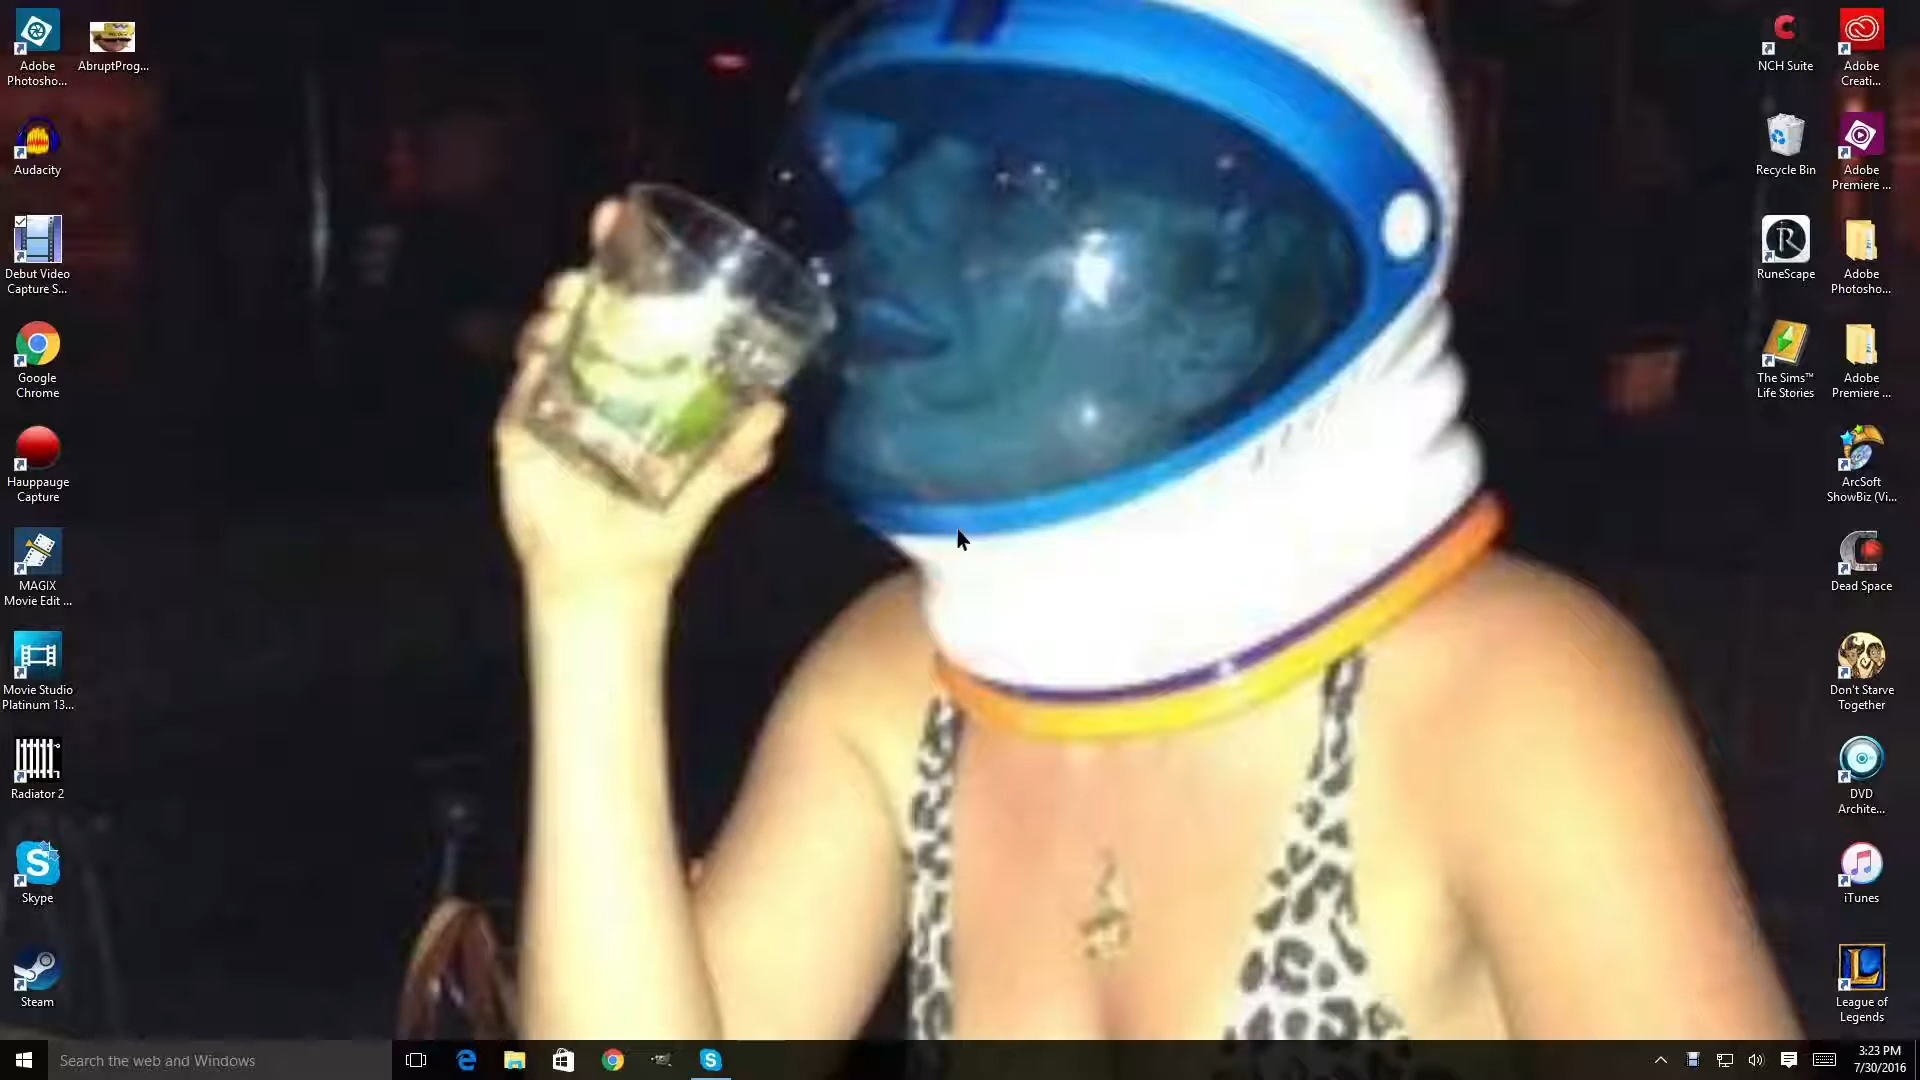 Adobe
Photosho...
AbruptProg...
Audacity
Debut Video
Capture S...
Google
Chrome
Hauppauge
Capture
MAGIX
Movie Edit ...
Movie Studio
Platinum 13...
Radiator 2
Skype
Steam
NCH Suite
Adobe
Creati...
Recycle Bin
Adobe
Premiere ...
RuneScape
Adobe
Photosho...
The Sims™
Life Stories
Adobe
Premiere ...
ArcSoft
ShowBiz (Vi...
Dead Space
Don't Starve
Together
DVD
Archite...
iTunes
League of
Legends
Search the web and Windows
3:23 PM
7/30/2016